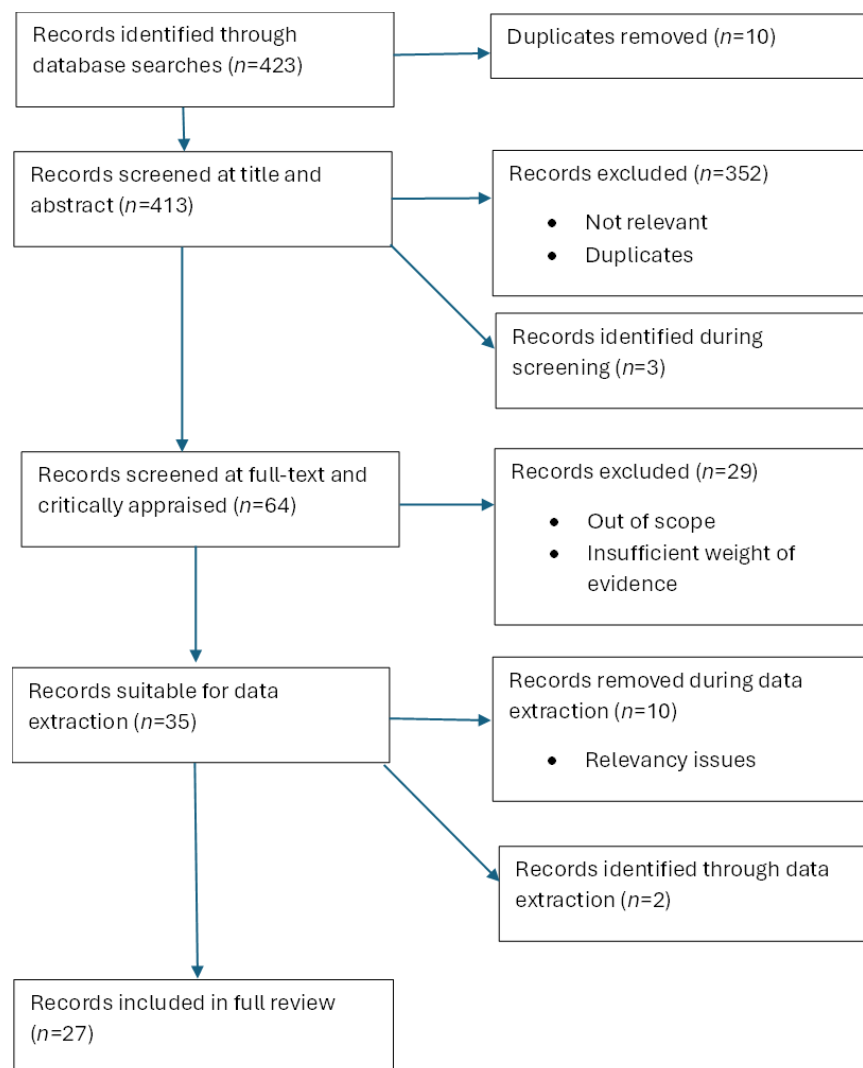 Records identified through
database searches (n=423)
Duplicates removed (n=10)
Records screened at title and
abstract (n=413)
Records excluded (n=352)
• Not relevant
• Duplicates
Records identified during
screening (n=3)
Records screened at full-text and
critically appraised (n=64)
Records excluded (n=29)
• Out of scope
• Insufficient weight of
evidence
Records suitable for data
extraction (n=35)
Records removed during data
extraction (n=10)
• Relevancy issues
Records identified through data
extraction (n=2)
Records included in full review
(n=27)